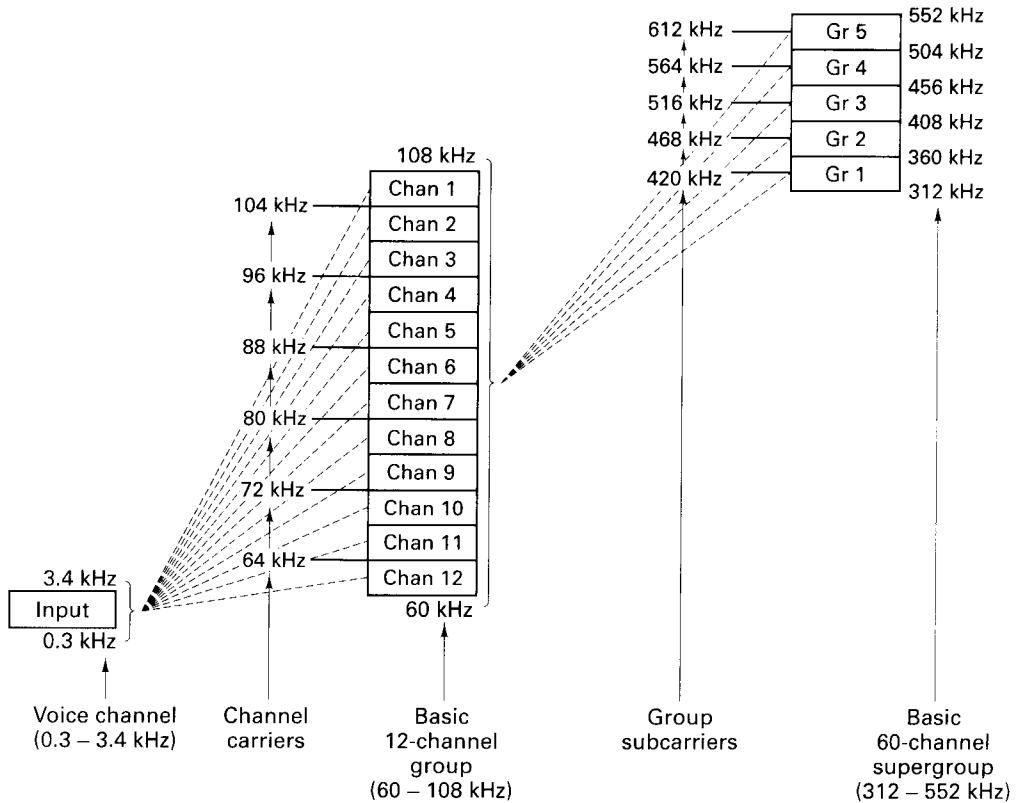 552 kHz
612 kHz
Gr 5
504 kHz
564 kHz
Gr 4
456 kHz
516 kHz
Gr 3
408 kHz
468 kHz
Gr 2
360 kHz
420 kHz
Gr 1
312 kHz
108 kHz
Chan 1
104 kHz
Chan 2
Chan 3
96 kHz
Chan 4
Chan 5
88 kHz
Chan 6
Chan 7
80 kHz
Chan 8
Chan 9
72 kHz
Chan 10
Chan 11
64 kHz
Chan 12
60 kHz
3.4 kHz
Input
0.3 kHz
Voice channel
(0.3 – 3.4 kHz)
Channel
carriers
Basic
12-channel
group
(60 – 108 kHz)
Group
subcarriers
Basic
60-channel
supergroup
(312 – 552 kHz)